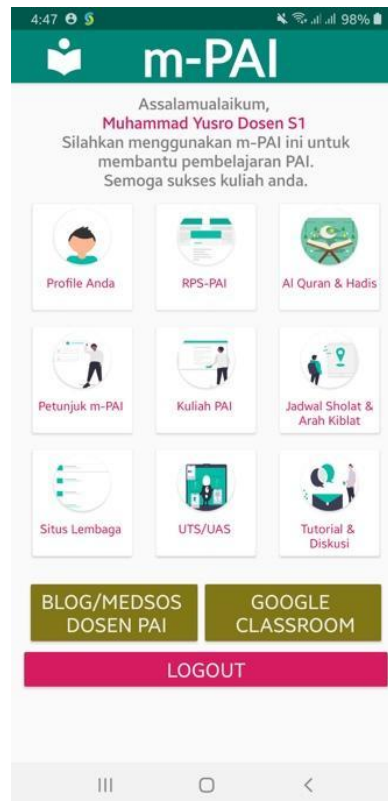 4:47
98%
m-PAI
Assalamualaikum,
Muhammad Yusro Dosen S1
Silahkan menggunakan m-PAI ini untuk
membantu pembelajaran PAI.
Semoga sukses kuliah anda.
Profile Anda
RPS-PAI
Al Quran & Hadis
Petunjuk m-PAI
Kuliah PAI
Jadwal Sholat &
Arah Kiblat
Situs Lembaga
UTS/UAS
Tutorial &
Diskusi
BLOG/MEDSOS
DOSEN PAI
GOOGLE
CLASSROOM
LOGOUT